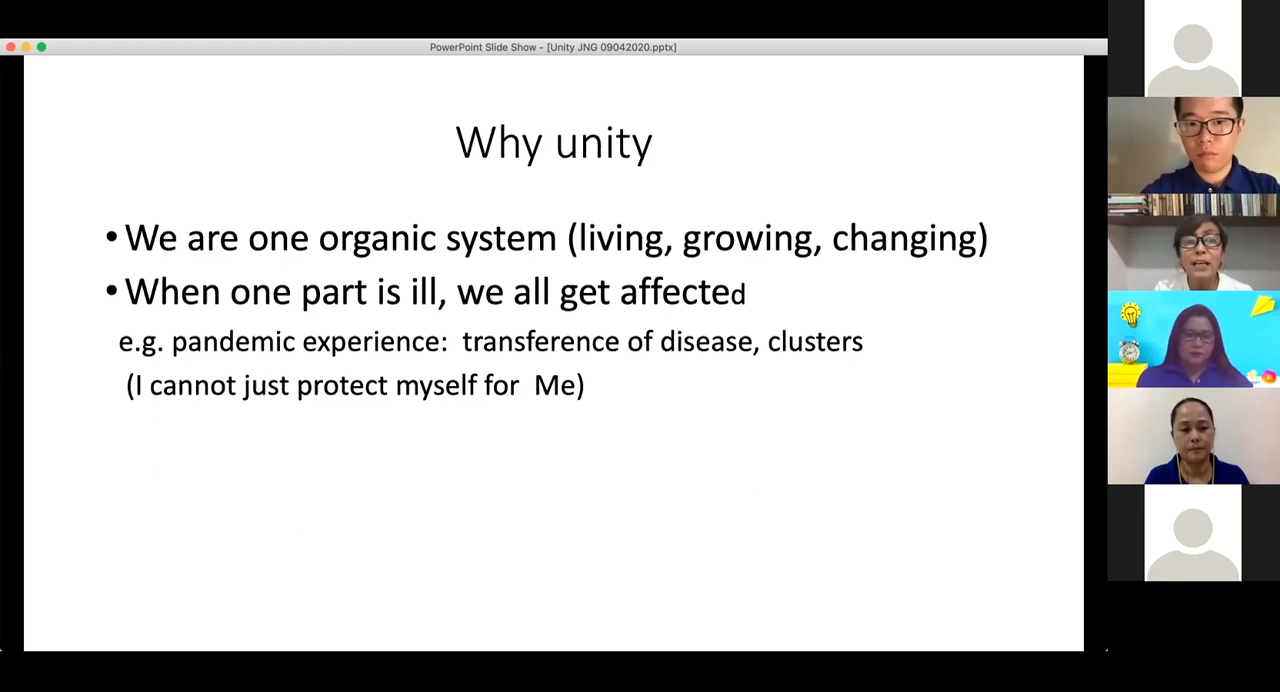 PowerPoint Slide Show - [Unity JNG 09042020.pptx]
Why unity
• We are one organic system (living, growing, changing)
• When one part is ill, we all get affected
e.g. pandemic experience: transference of disease, clusters
(I cannot just protect myself for Me)